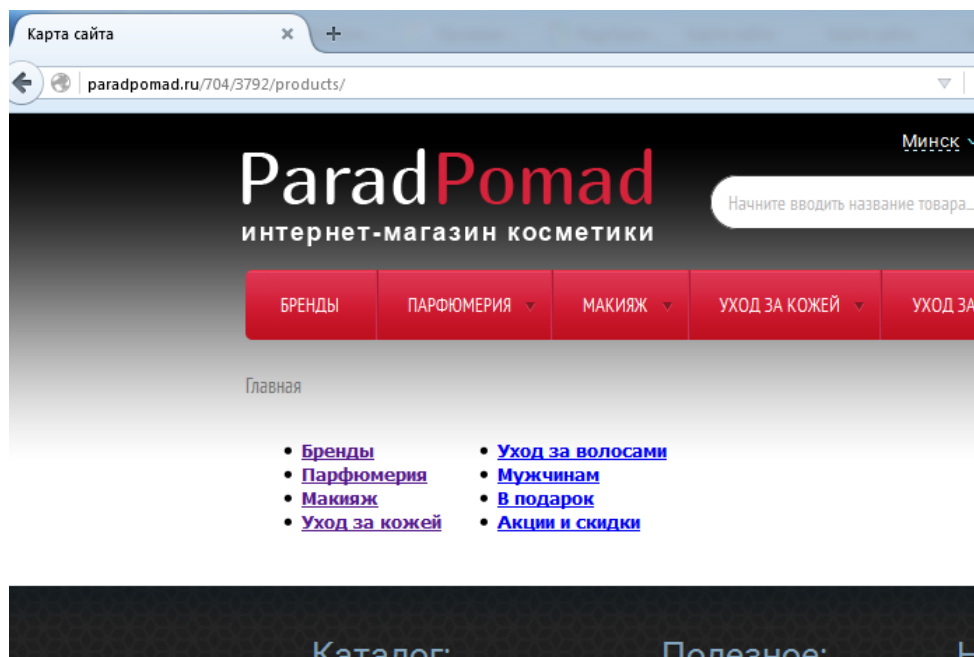 Карта сайта
paradpomad.ru/704/3792/products/
Минск
ParadPomad
интернет-магазин косметики
Начните вводить название товара...
БРЕНДЫ ПАРФЮМЕРИЯ МАКИЯЖ УХОД ЗА КОЖЕЙ УХОД ЗА
Главная
Бренды
Парфюмерия
Макияж
Уход за кожей
Уход за волосами
Мужчинам
В подарок
Акции и скидки
Каталог: Полезное: